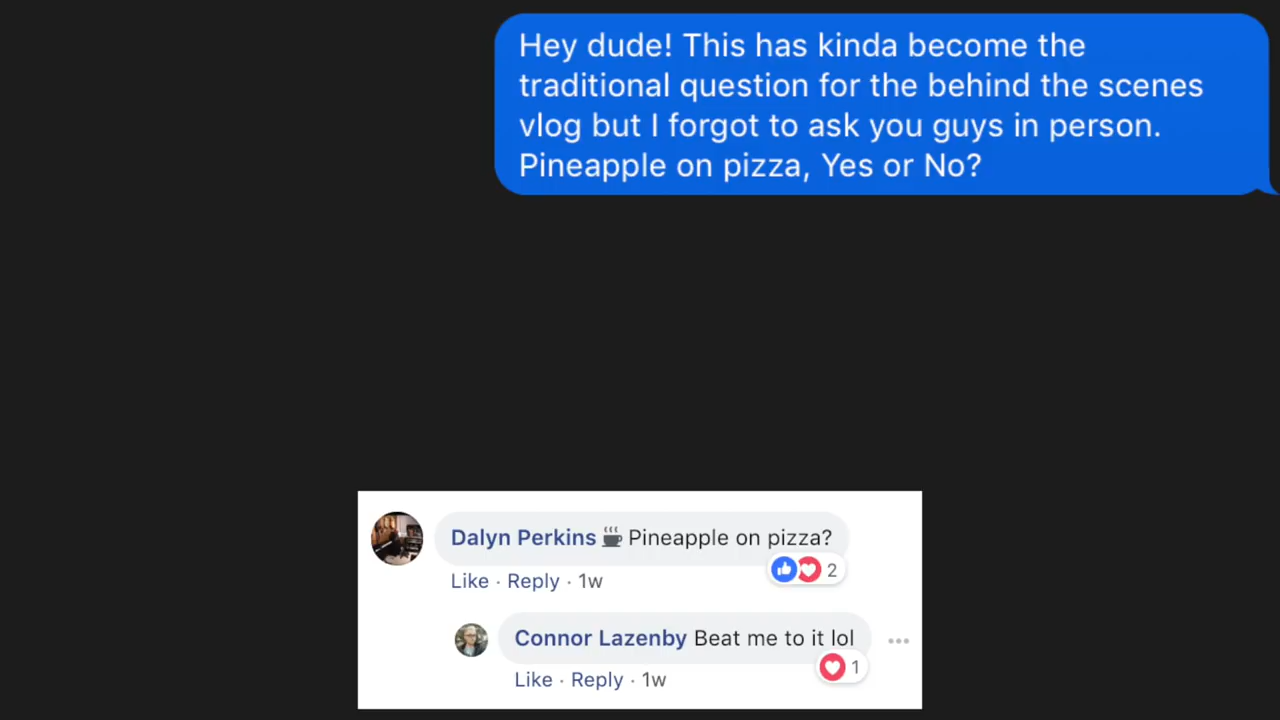 Hey dude! This has kinda become the
traditional question for the behind the scenes
vlog but I forgot to ask you guys in person.
Pineapple on pizza, Yes or No?
Dalyn Perkins Pineapple on pizza?
2
Like · Reply · 1w
Connor Lazenby Beat me to it lol
1
Like · Reply · 1w